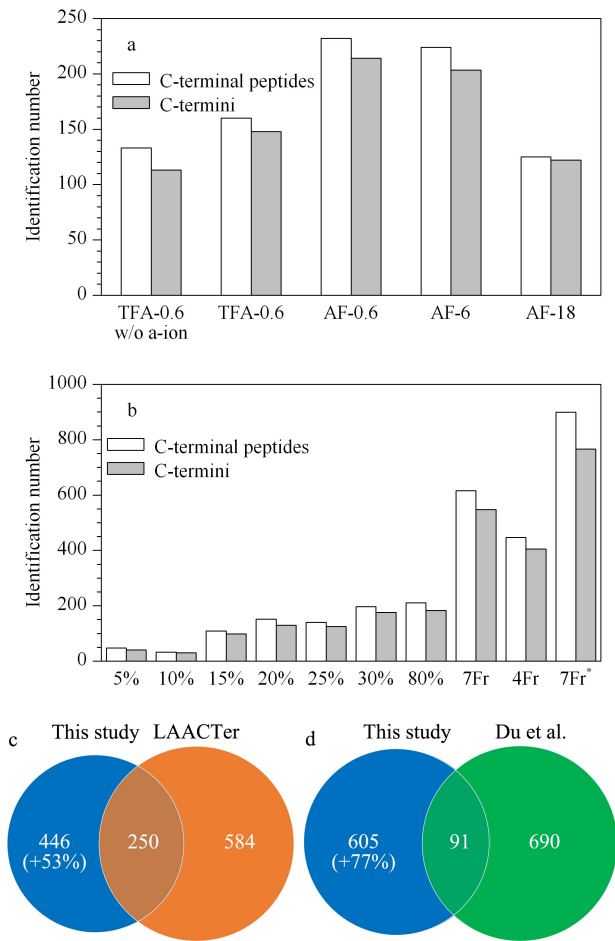 a
250
200
150
100
50
0
Identification number
C-terminal peptides
C-termini
TFA-0.6
w/o a-ion
TFA-0.6
AF-0.6
AF-6
AF-18
b
1000
800
600
400
200
0
Identification number
C-terminal peptides
C-termini
5% 10% 15% 20% 25% 30% 80% 7Fr 4Fr 7Fr*
c This study LAACTer
446
(+53%)
250
584
d This study Du et al.
605
(+77%)
91
690